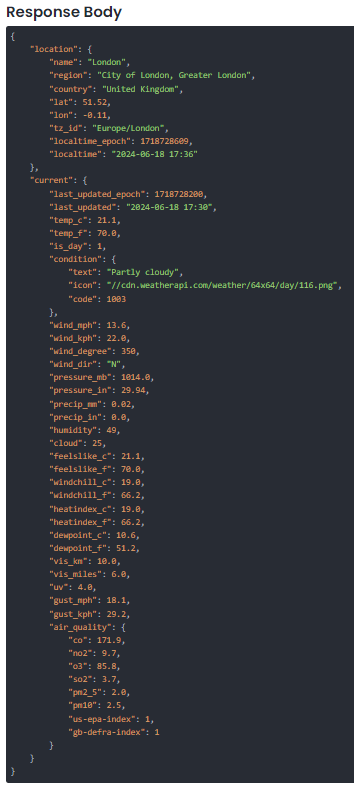 Response Body
{
    "location": {
        "name": "London",
        "region": "City of London, Greater London",
        "country": "United Kingdom",
        "lat": 51.52,
        "lon": -0.11,
        "tz_id": "Europe/London",
        "localtime_epoch": 1718728609,
        "localtime": "2024-06-18 17:36"
    },
    "current": {
        "last_updated_epoch": 1718728200,
        "last_updated": "2024-06-18 17:30",
        "temp_c": 21.1,
        "temp_f": 70.0,
        "is_day": 1,
        "condition": {
            "text": "Partly cloudy",
            "icon": "//cdn.weatherapi.com/weather/64x64/day/116.png",
            "code": 1003
        },
        "wind_mph": 13.6,
        "wind_kph": 22.0,
        "wind_degree": 350,
        "wind_dir": "N",
        "pressure_mb": 1014.0,
        "pressure_in": 29.94,
        "precip_mm": 0.02,
        "precip_in": 0.0,
        "humidity": 49,
        "cloud": 25,
        "feelslike_c": 21.1,
        "feelslike_f": 70.0,
        "windchill_c": 19.0,
        "windchill_f": 66.2,
        "heatindex_c": 19.0,
        "heatindex_f": 66.2,
        "dewpoint_c": 10.6,
        "dewpoint_f": 51.2,
        "vis_km": 10.0,
        "vis_miles": 6.0,
        "uv": 4.0,
        "gust_mph": 18.1,
        "gust_kph": 29.2,
        "air_quality": {
            "co": 171.9,
            "no2": 9.7,
            "o3": 85.8,
            "so2": 3.7,
            "pm2_5": 2.0,
            "pm10": 2.5,
            "us-epa-index": 1,
            "gb-defra-index": 1
        }
    }
}